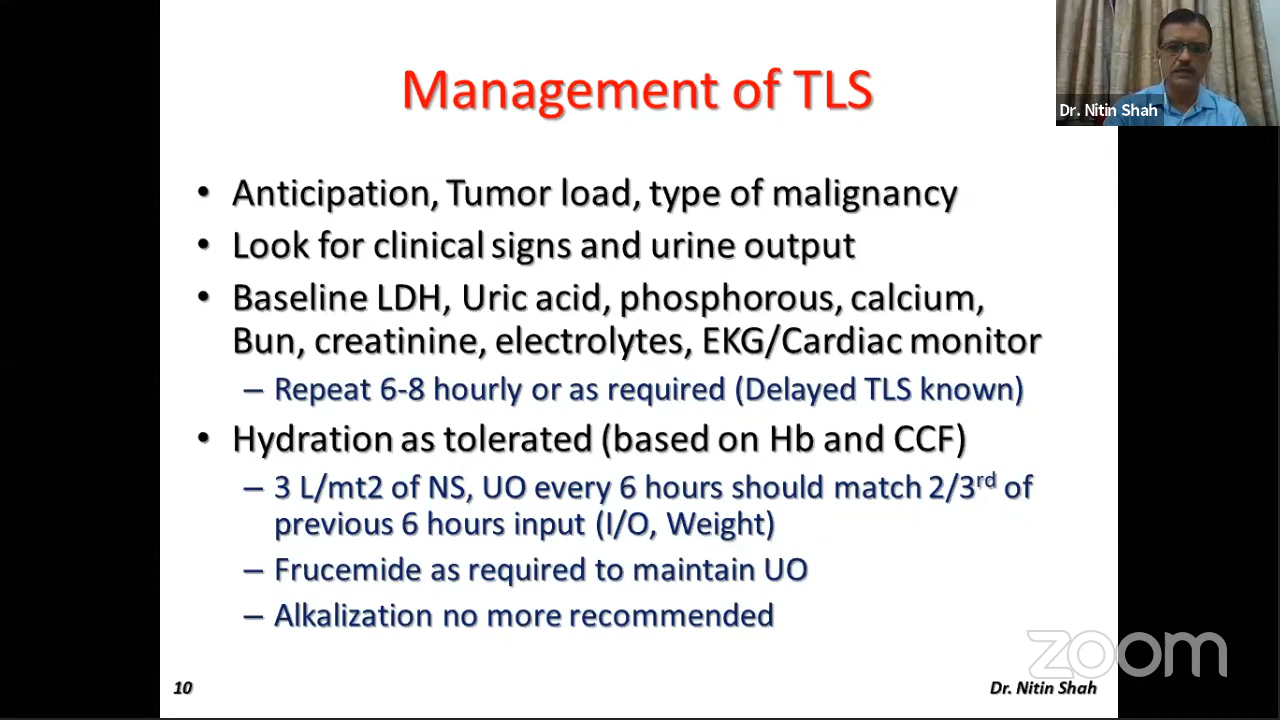 Management of TLS
Dr. Nitin Shah
• Anticipation, Tumor load, type of malignancy
• Look for clinical signs and urine output
• Baseline LDH, Uric acid, phosphorous, calcium,
Bun, creatinine, electrolytes, EKG/Cardiac monitor
– Repeat 6-8 hourly or as required (Delayed TLS known)
• Hydration as tolerated (based on Hb and CCF)
– 3 L/mt2 of NS, UO every 6 hours should match 2/3rd of
previous 6 hours input (I/O, Weight)
– Frucemide as required to maintain UO
– Alkalization no more recommended
zoom
10
Dr. Nitin Shah